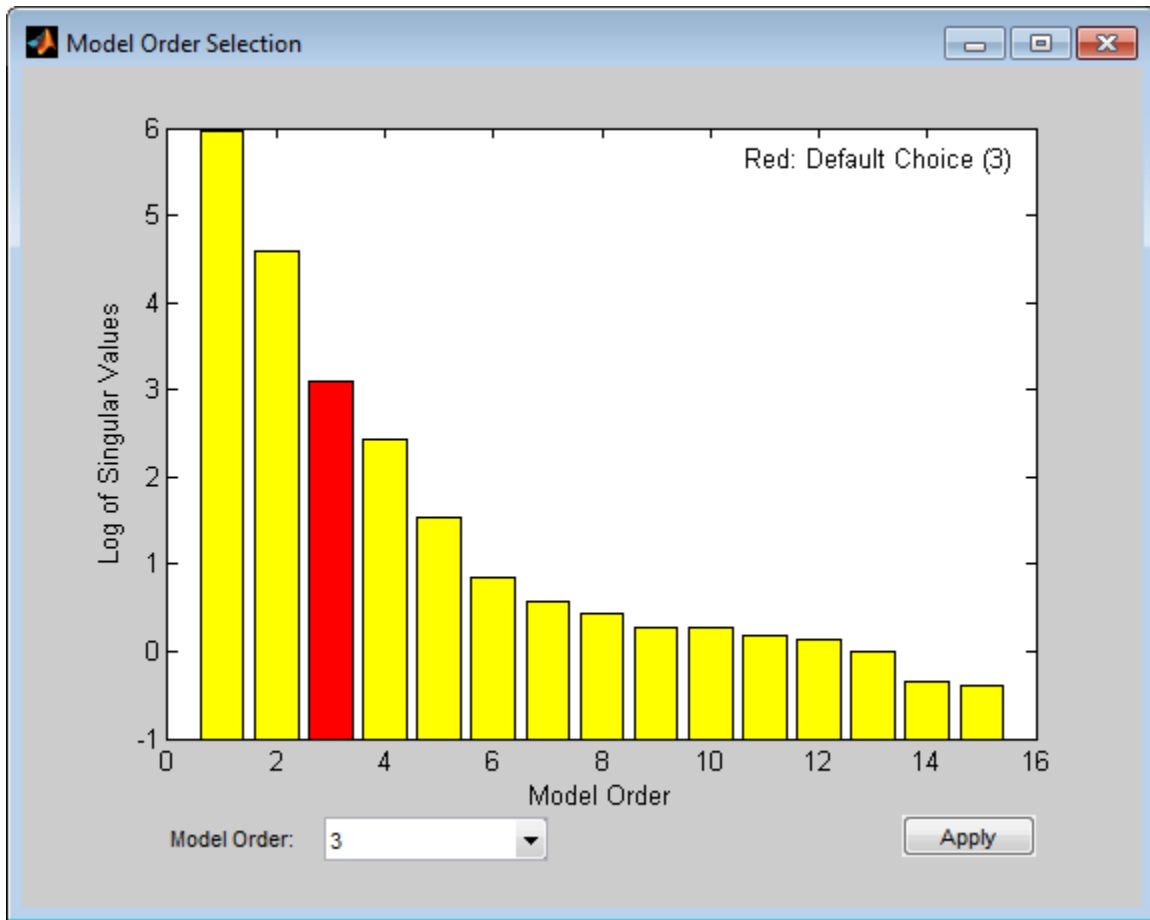 Model Order Selection
Red: Default Choice (3)
6
5
4
3
2
1
0
-1
Log of Singular Values
0 2 4 6 8 10 12 14 16
Model Order
Model Order: 3 Apply